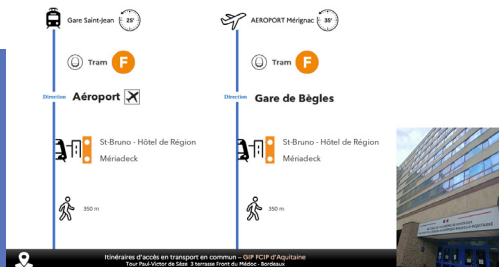 Gare Saint-Jean 25'
Tram F
Direction Aéroport
St-Bruno - Hôtel de Région
Mériadeck
350 m
AEROPORT Mérignac 35'
Tram F
Direction Gare de Bègles
St-Bruno - Hôtel de Région
Mériadeck
350 m
Itinéraires d'accès en transport en commun – GIP FCIP d'Aquitaine
Tour Paul-Victor de Sèze 3 terrasse Front du Médoc - Bordeaux